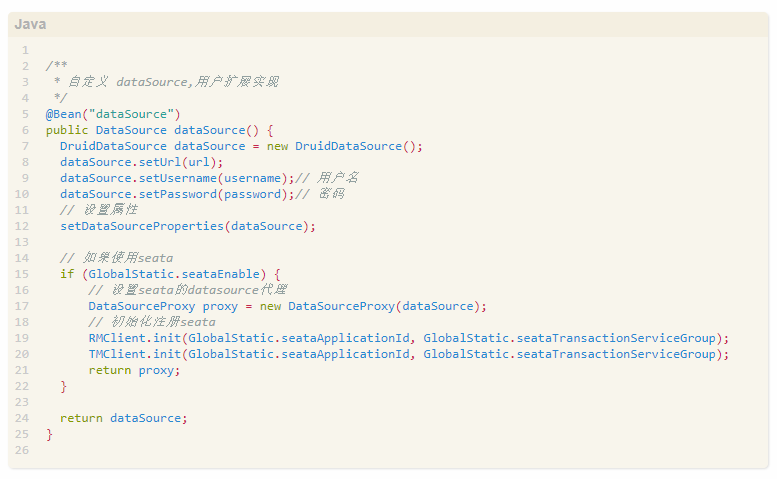 Java
1
2 /**
3  * 自定义 dataSource,用户扩展实现
4  */
5 @Bean("dataSource")
6 public DataSource dataSource() {
7   DruidDataSource dataSource = new DruidDataSource();
8   dataSource.setUrl(url);
9   dataSource.setUsername(username);// 用户名
10   dataSource.setPassword(password);// 密码
11   // 设置属性
12   setDataSourceProperties(dataSource);
13
14   // 如果使用seata
15   if (GlobalStatic.seataEnable) {
16       // 设置seata的datasource代理
17       DataSourceProxy proxy = new DataSourceProxy(dataSource);
18       // 初始化注册seata
19       RMClient.init(GlobalStatic.seataApplicationId, GlobalStatic.seataTransactionServiceGroup);
20       TMClient.init(GlobalStatic.seataApplicationId, GlobalStatic.seataTransactionServiceGroup);
21       return proxy;
22   }
23
24   return dataSource;
25 }
26